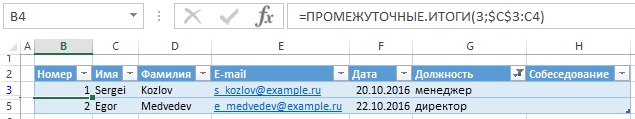 B4 =ПРОМЕЖУТОЧНЫЕ.ИТОГИ(3;$C$3:C4)
B C D E F G H
1
2 Номер Имя Фамилия E-mail Дата Должность Собеседование
3 1 Sergei Kozlov s_kozlov@example.ru 20.10.2016 менеджер
5 2 Egor Medvedev e_medvedev@example.ru 22.10.2016 директор